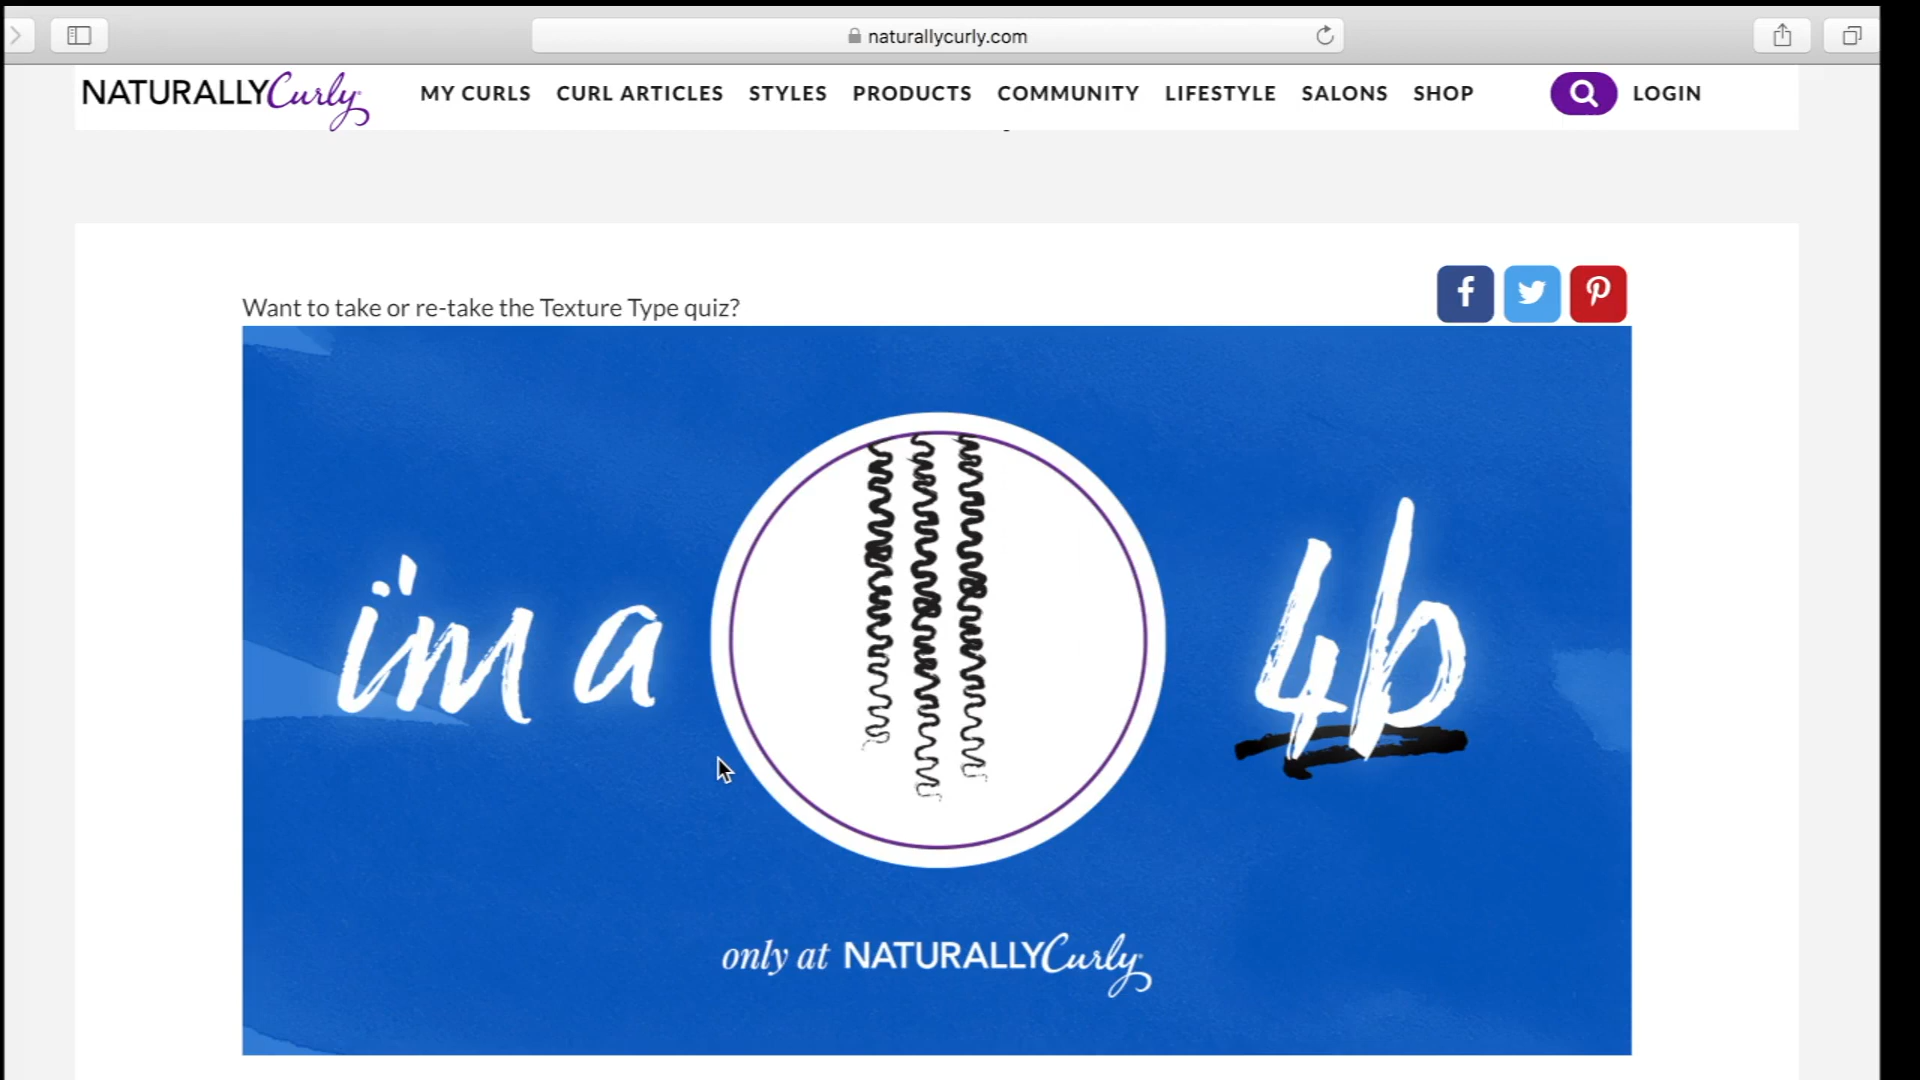 naturallycurly.com
NATURALLYCurly
MY CURLS CURL ARTICLES STYLES PRODUCTS COMMUNITY LIFESTYLE SALONS SHOP LOGIN
Want to take or re-take the Texture Type quiz?
i'm a 4b
only at NATURALLYCurly